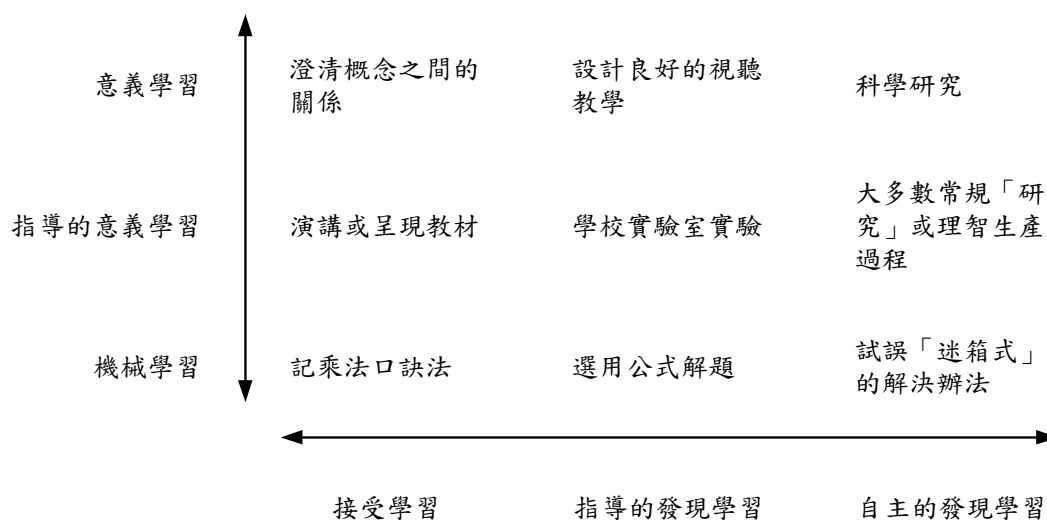 意義學習
澄清概念之間的
關係
設計良好的視聽
教學
科學研究
指導的意義學習
演講或呈現教材
學校實驗室實驗
大多數常規「研
究」或理智生產
過程
機械學習
記乘法口訣法
選用公式解題
試誤「迷箱式」
的解決辦法
接受學習
指導的發現學習
自主的發現學習